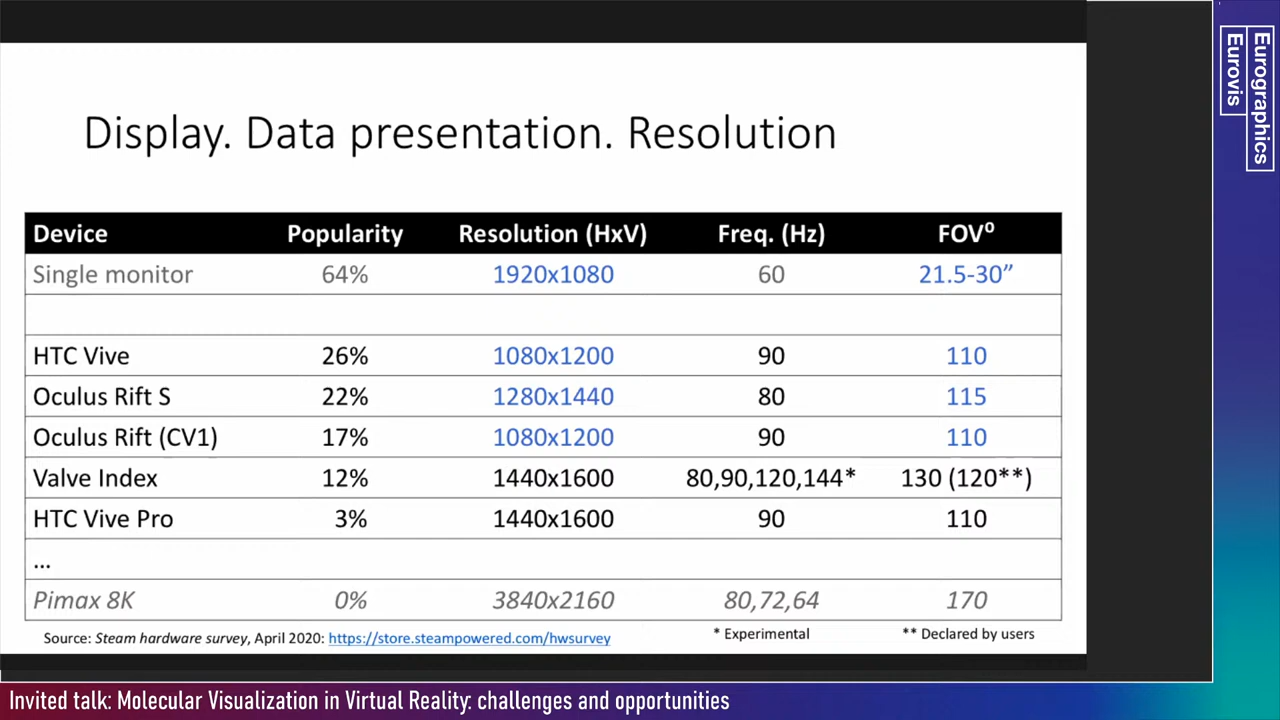 Display. Data presentation. Resolution
Device Popularity Resolution (HxV) Freq. (Hz) FOVº
Single monitor 64% 1920x1080 60 21.5-30”
HTC Vive 26% 1080x1200 90 110
Oculus Rift S 22% 1280x1440 80 115
Oculus Rift (CV1) 17% 1080x1200 90 110
Valve Index 12% 1440x1600 80,90,120,144* 130 (120**)
HTC Vive Pro 3% 1440x1600 90 110
...
Pimax 8K 0% 3840x2160 80,72,64 170
Source: Steam hardware survey, April 2020: https://store.steampowered.com/hwsurvey * Experimental ** Declared by users
Eurographics
Eurovis
Invited talk: Molecular Visualization in Virtual Reality: challenges and opportunities